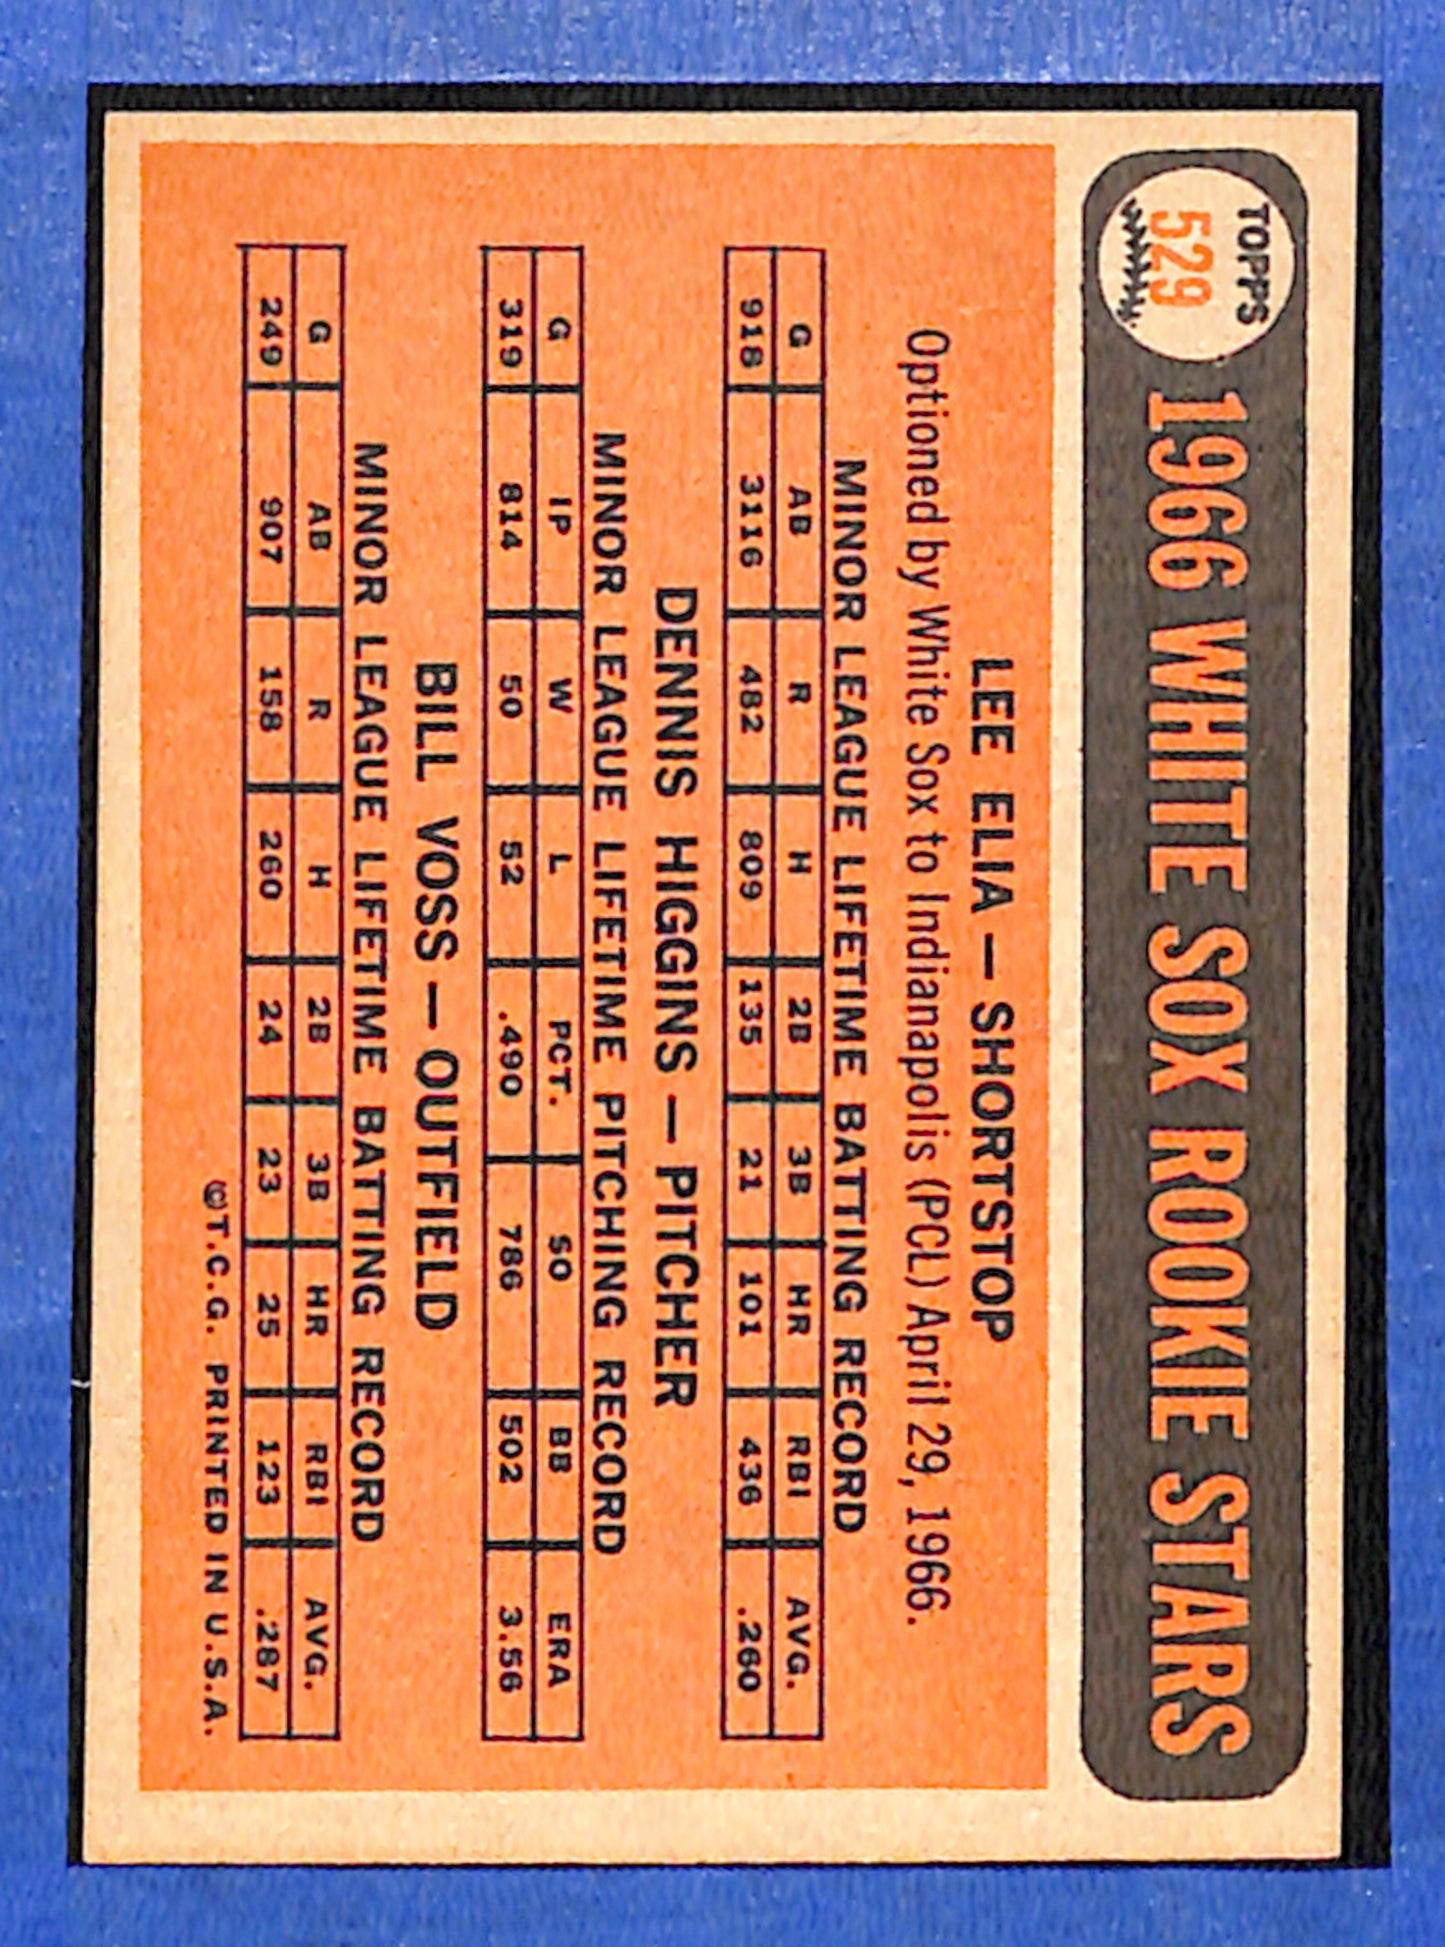 TOPPS
529
1966 WHITE SOX ROOKIE STARS
LEE ELIA — SHORTSTOP
Optioned by White Sox to Indianapolis (PCL) April 29, 1966.
MINOR LEAGUE LIFETIME BATTING RECORD
G AB R H 2B 3B HR RBI AVG.
918 3116 482 809 135 21 101 436 .260
DENNIS HIGGINS — PITCHER
MINOR LEAGUE LIFETIME PITCHING RECORD
G IP W L PCT. SO BB ERA
319 814 50 52 .490 786 502 3.56
BILL VOSS — OUTFIELD
MINOR LEAGUE LIFETIME BATTING RECORD
G AB R H 2B 3B HR RBI AVG.
249 907 158 260 24 23 25 123 .287
©T.C.G. PRINTED IN U.S.A.